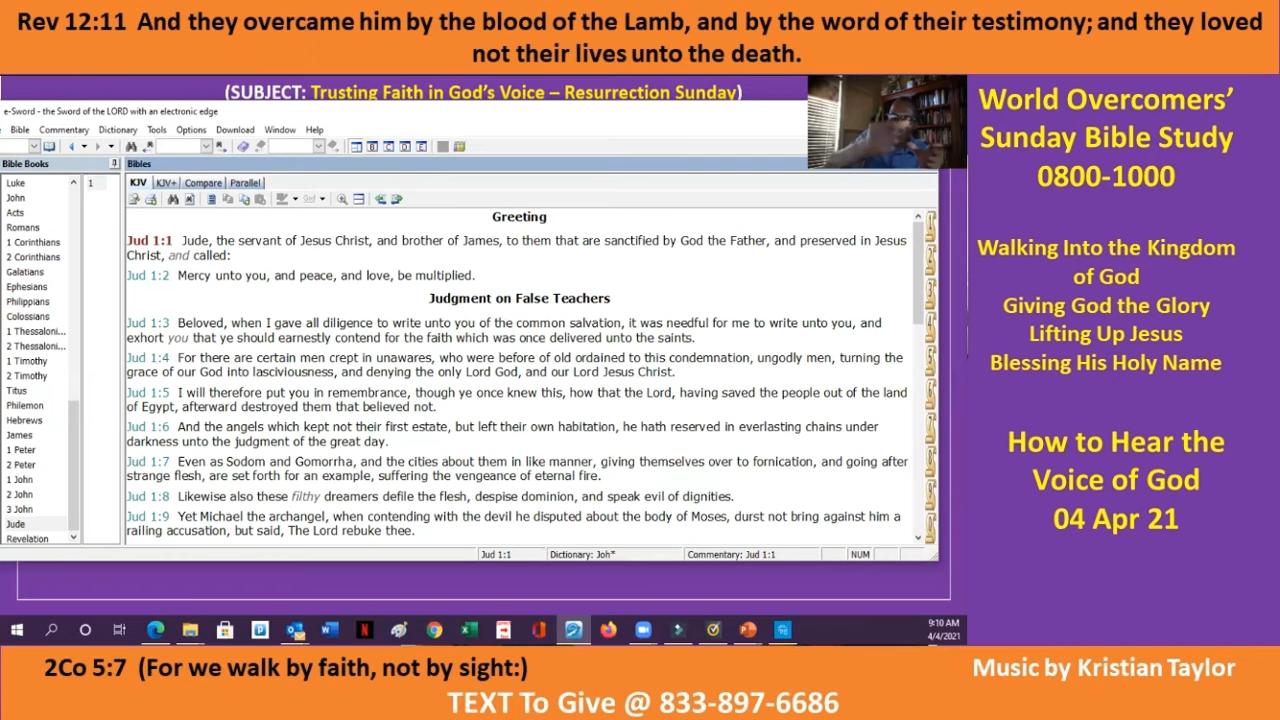 Rev 12:11  And they overcame him by the blood of the Lamb, and by the word of their testimony; and they loved
not their lives unto the death.
(SUBJECT: Trusting Faith in God's Voice – Resurrection Sunday)
e-Sword - the Sword of the LORD with an electronic edge
Bible Commentary Dictionary Tools Options Download Window Help
Bible Books
Bibles
KJV KJV+ Compare Parallel
Luke
John
Acts
Romans
1 Corinthians
2 Corinthians
Galatians
Ephesians
Philippians
Colossians
1 Thessaloni...
2 Thessaloni...
1 Timothy
2 Timothy
Titus
Philemon
Hebrews
James
1 Peter
2 Peter
1 John
2 John
3 John
Jude
Revelation
1
Greeting
Jud 1:1 Jude, the servant of Jesus Christ, and brother of James, to them that are sanctified by God the Father, and preserved in Jesus
Christ, and called:
Jud 1:2 Mercy unto you, and peace, and love, be multiplied.
Judgment on False Teachers
Jud 1:3 Beloved, when I gave all diligence to write unto you of the common salvation, it was needful for me to write unto you, and
exhort you that ye should earnestly contend for the faith which was once delivered unto the saints.
Jud 1:4 For there are certain men crept in unawares, who were before of old ordained to this condemnation, ungodly men, turning the
grace of our God into lasciviousness, and denying the only Lord God, and our Lord Jesus Christ.
Jud 1:5 I will therefore put you in remembrance, though ye once knew this, how that the Lord, having saved the people out of the land
of Egypt, afterward destroyed them that believed not.
Jud 1:6 And the angels which kept not their first estate, but left their own habitation, he hath reserved in everlasting chains under
darkness unto the judgment of the great day.
Jud 1:7 Even as Sodom and Gomorrha, and the cities about them in like manner, giving themselves over to fornication, and going after
strange flesh, are set forth for an example, suffering the vengeance of eternal fire.
Jud 1:8 Likewise also these filthy dreamers defile the flesh, despise dominion, and speak evil of dignities.
Jud 1:9 Yet Michael the archangel, when contending with the devil he disputed about the body of Moses, durst not bring against him a
railing accusation, but said, The Lord rebuke thee.
Jud 1:1 Dictionary: Joh* Commentary: Jud 1:1 NUM
9:10 AM
4/4/2021
World Overcomers'
Sunday Bible Study
0800-1000
Walking Into the Kingdom
of God
Giving God the Glory
Lifting Up Jesus
Blessing His Holy Name
How to Hear the
Voice of God
04 Apr 21
2Co 5:7  (For we walk by faith, not by sight:)
Music by Kristian Taylor
TEXT To Give @ 833-897-6686